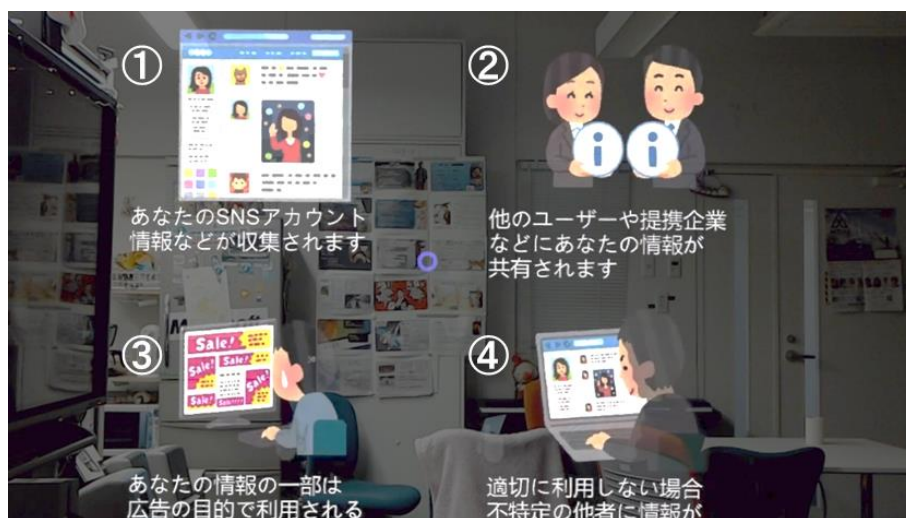 ①
あなたのSNSアカウント
情報などが収集されます
②
他のユーザーや提携企業
などにあなたの情報が
共有されます
③
Sale!
Sale!
Sale!
Sale!
Sale!
あなたの情報の一部は
広告の目的で利用される
④
適切に利用しない場合
不特定の他者に情報が